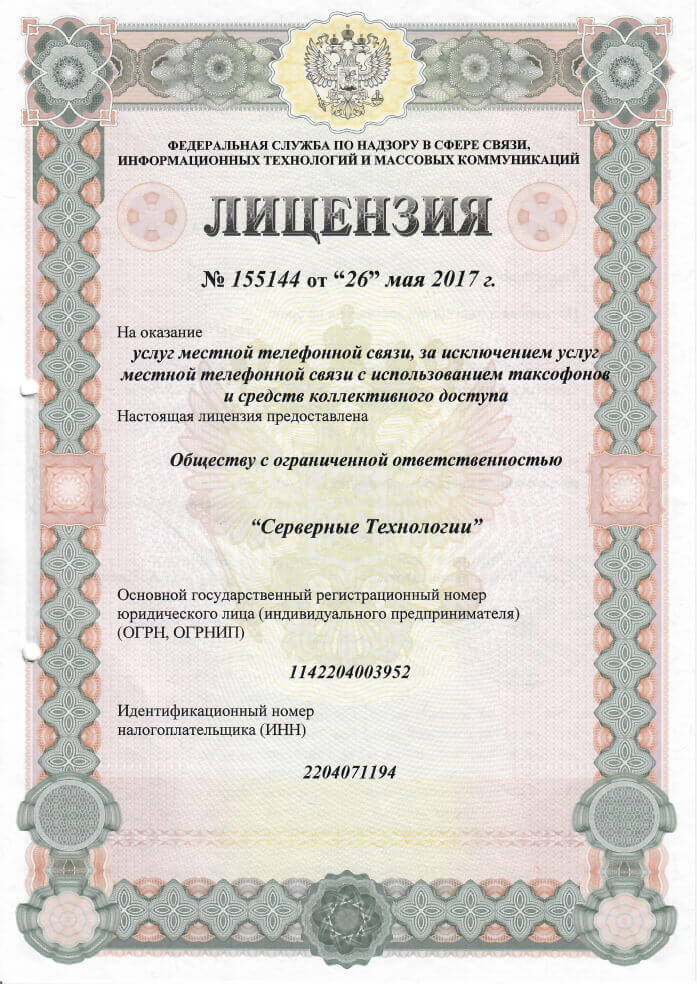 ФЕДЕРАЛЬНАЯ СЛУЖБА ПО НАДЗОРУ В СФЕРЕ СВЯЗИ,
ИНФОРМАЦИОННЫХ ТЕХНОЛОГИЙ И МАССОВЫХ КОММУНИКАЦИЙ
ЛИЦЕНЗИЯ
№ 155144 от “26” мая 2017 г.
На оказание
услуг местной телефонной связи, за исключением услуг
местной телефонной связи с использованием таксофонов
и средств коллективного доступа
Настоящая лицензия предоставлена
Обществу с ограниченной ответственностью
“Серверные Технологии”
Основной государственный регистрационный номер
юридического лица (индивидуального предпринимателя)
(ОГРН, ОГРНИП)
1142204003952
Идентификационный номер
налогоплательщика (ИНН)
2204071194